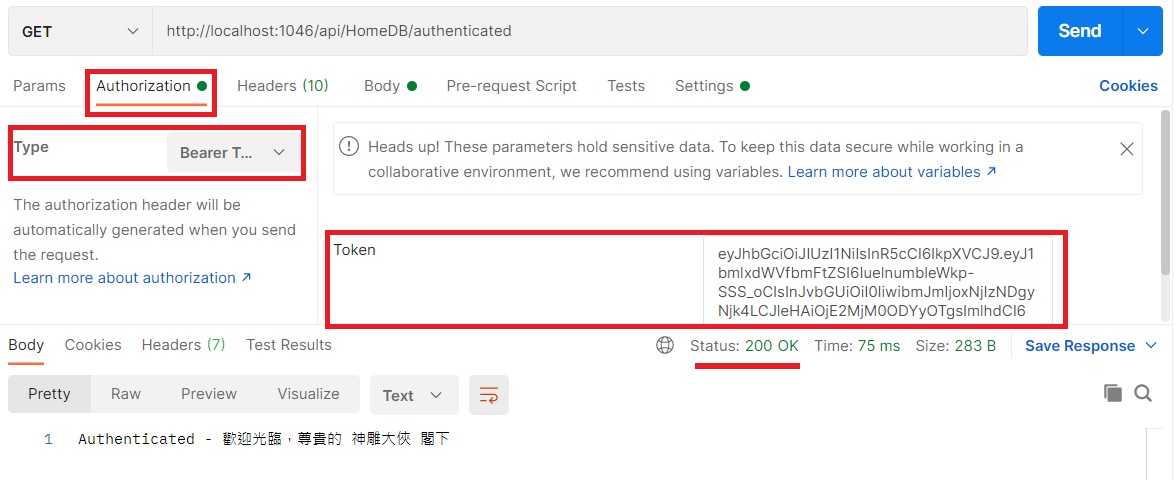 GET
http://localhost:1046/api/HomeDB/authenticated
Send
Params
Authorization
Headers (10)
Body
Pre-request Script
Tests
Settings
Cookies
Type
Bearer T...
Heads up! These parameters hold sensitive data. To keep this data secure while working in a
collaborative environment, we recommend using variables. Learn more about variables ↗
The authorization header will be
automatically generated when you send
the request.
Learn more about authorization ↗
Token
eyJhbGciOiJIUzI1NiIsInR5cCI6IkpXVCJ9.eyJ1
bmlxdWVfbmFtZSI6IuelnumbleWkp-
SSS_oCIsInJvbGUiOiI0IiwibmJmIjoxNjIzNDgy
Njk4LCJleHAiOjE2MjM0ODYyOTgsImlhdCI6
Body
Cookies
Headers (7)
Test Results
Status: 200 OK
Time: 75 ms
Size: 283 B
Save Response
Pretty
Raw
Preview
Visualize
Text
1
Authenticated - 歡迎光臨，尊貴的 神雕大俠 閣下